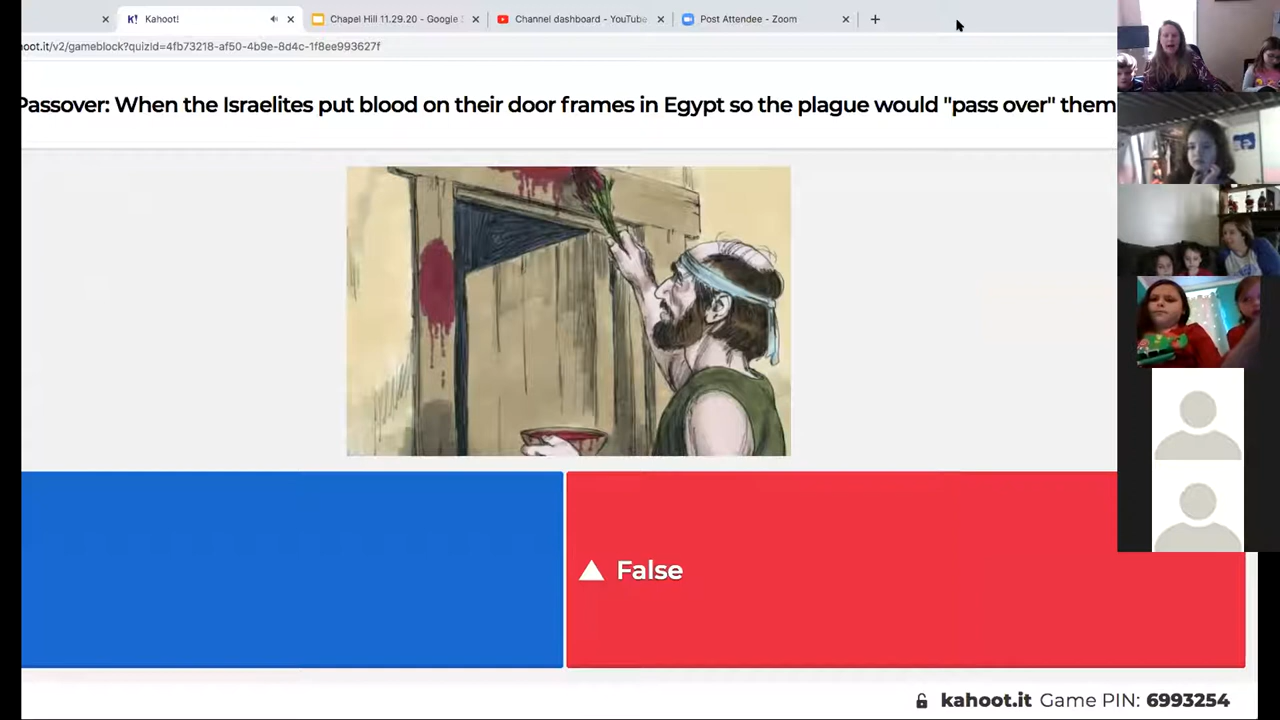 K! Kahoot!
Chapel Hill 11.29.20 - Google
Channel dashboard - YouTube
Post Attendee - Zoom
oot.it/v2/gameblock?quizid=4fb73218-af50-4b9e-8d4c-1f8ee993627f
Passover: When the Israelites put blood on their door frames in Egypt so the plague would "pass over" them
False
kahoot.it Game PIN: 6993254